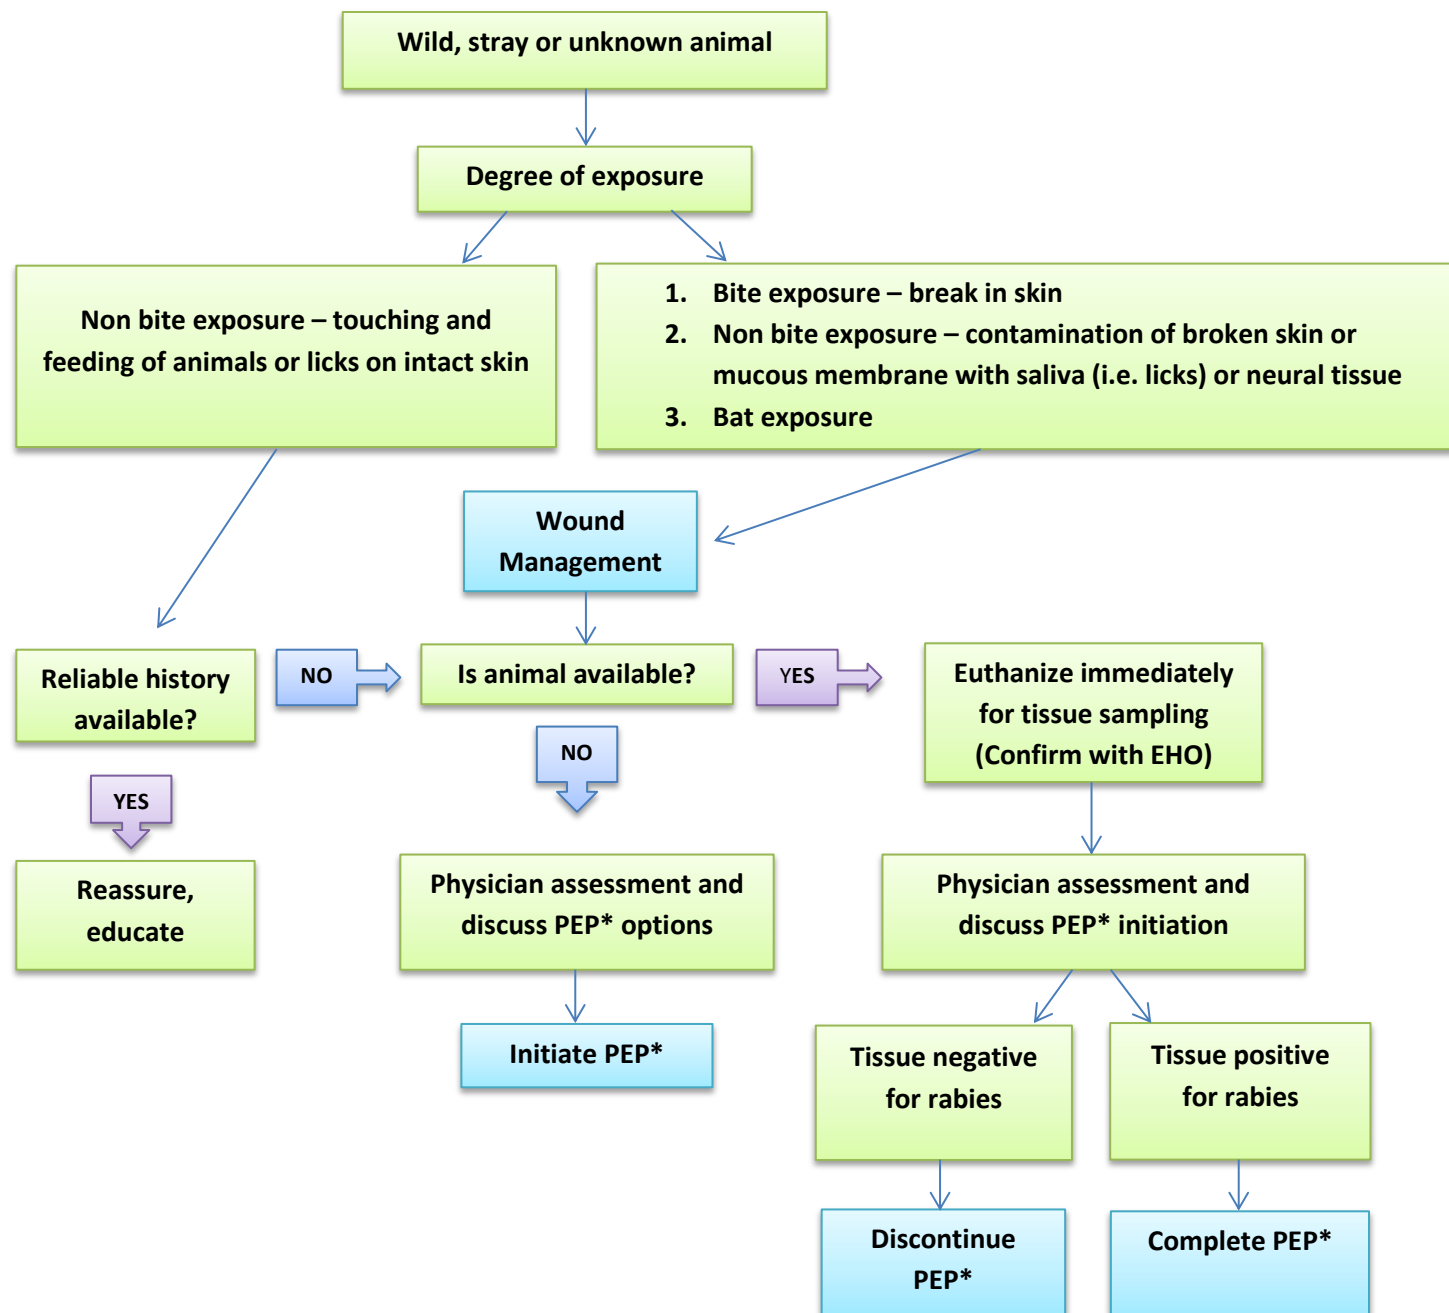 Wild, stray or unknown animal
Degree of exposure
Non bite exposure – touching and
feeding of animals or licks on intact skin
1. Bite exposure – break in skin
2. Non bite exposure – contamination of broken skin or
mucous membrane with saliva (i.e. licks) or neural tissue
3. Bat exposure
Wound
Management
Reliable history
available?
NO
Is animal available?
YES
Euthanize immediately
for tissue sampling
(Confirm with EHO)
NO
YES
Reassure,
educate
Physician assessment and
discuss PEP* options
Physician assessment and
discuss PEP* initiation
Initiate PEP*
Tissue negative
for rabies
Tissue positive
for rabies
Discontinue
PEP*
Complete PEP*